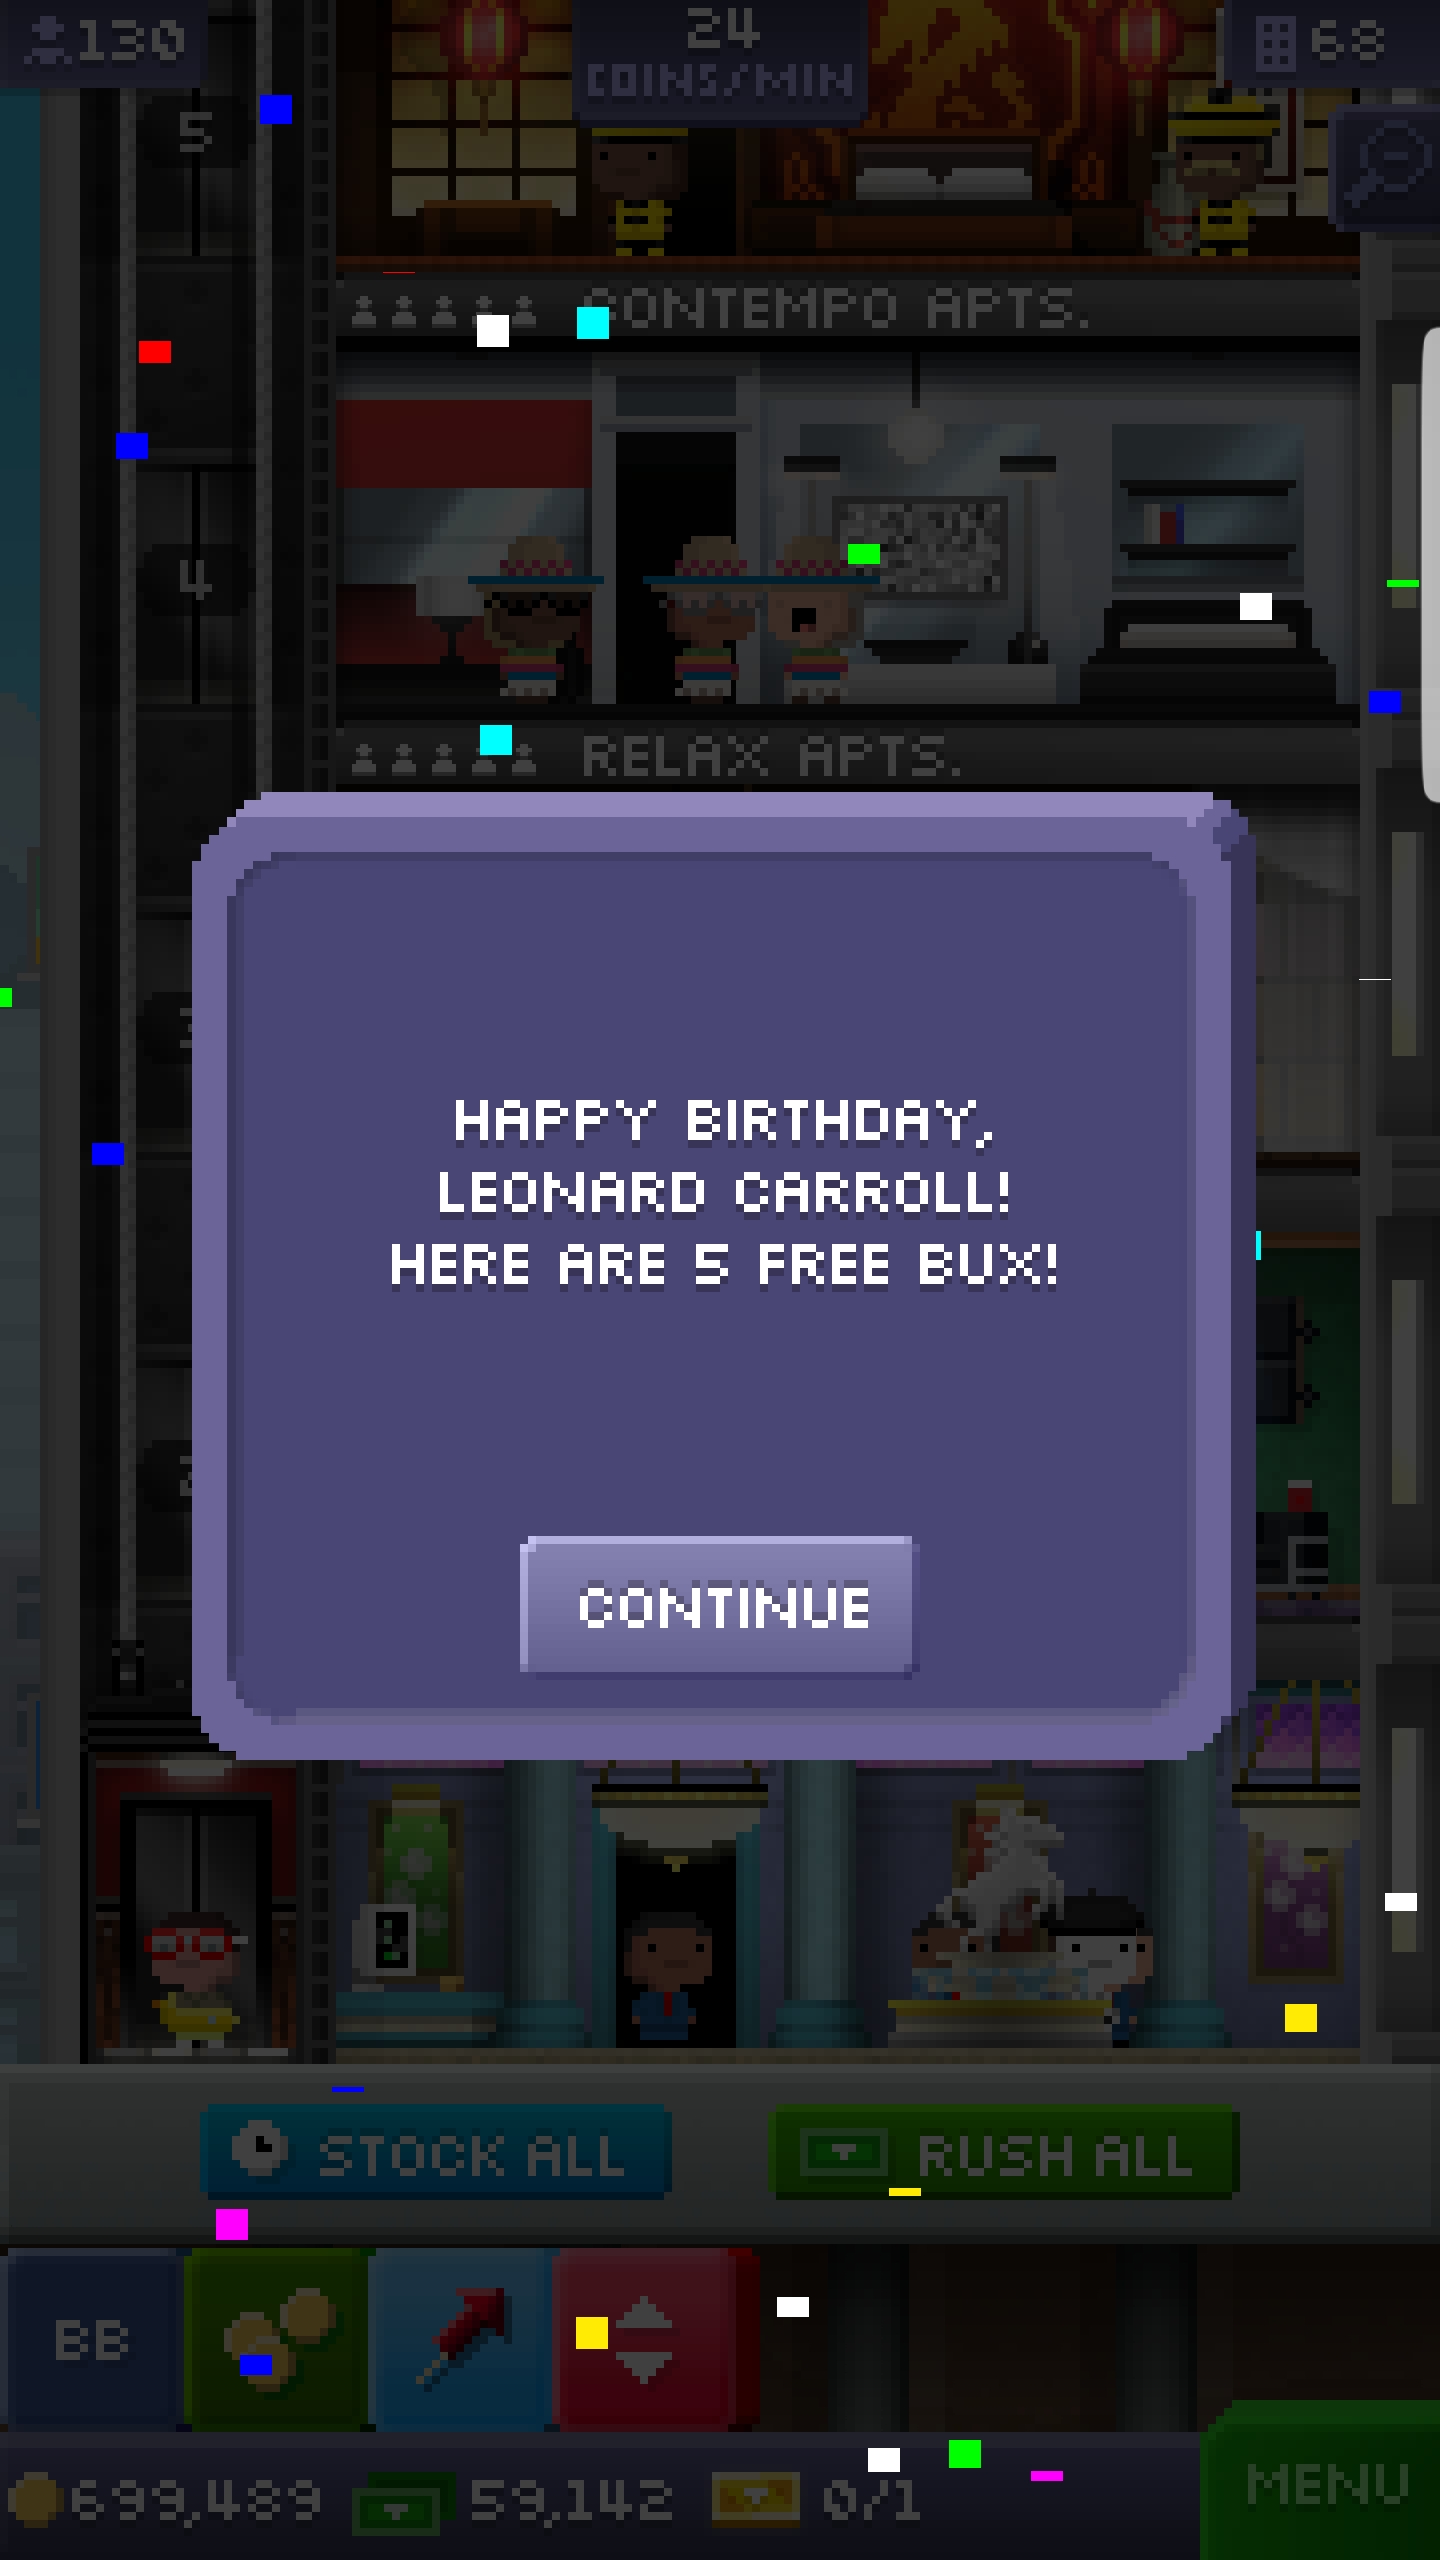 130
24
COINS/MIN
68
5
CONTEMPO APTS.
4
RELAX APTS.
HAPPY BIRTHDAY,
LEONARD CARROLL!
HERE ARE 5 FREE BUX!
CONTINUE
STOCK ALL
RUSH ALL
BB
699,489
59,142
0/1
MENU